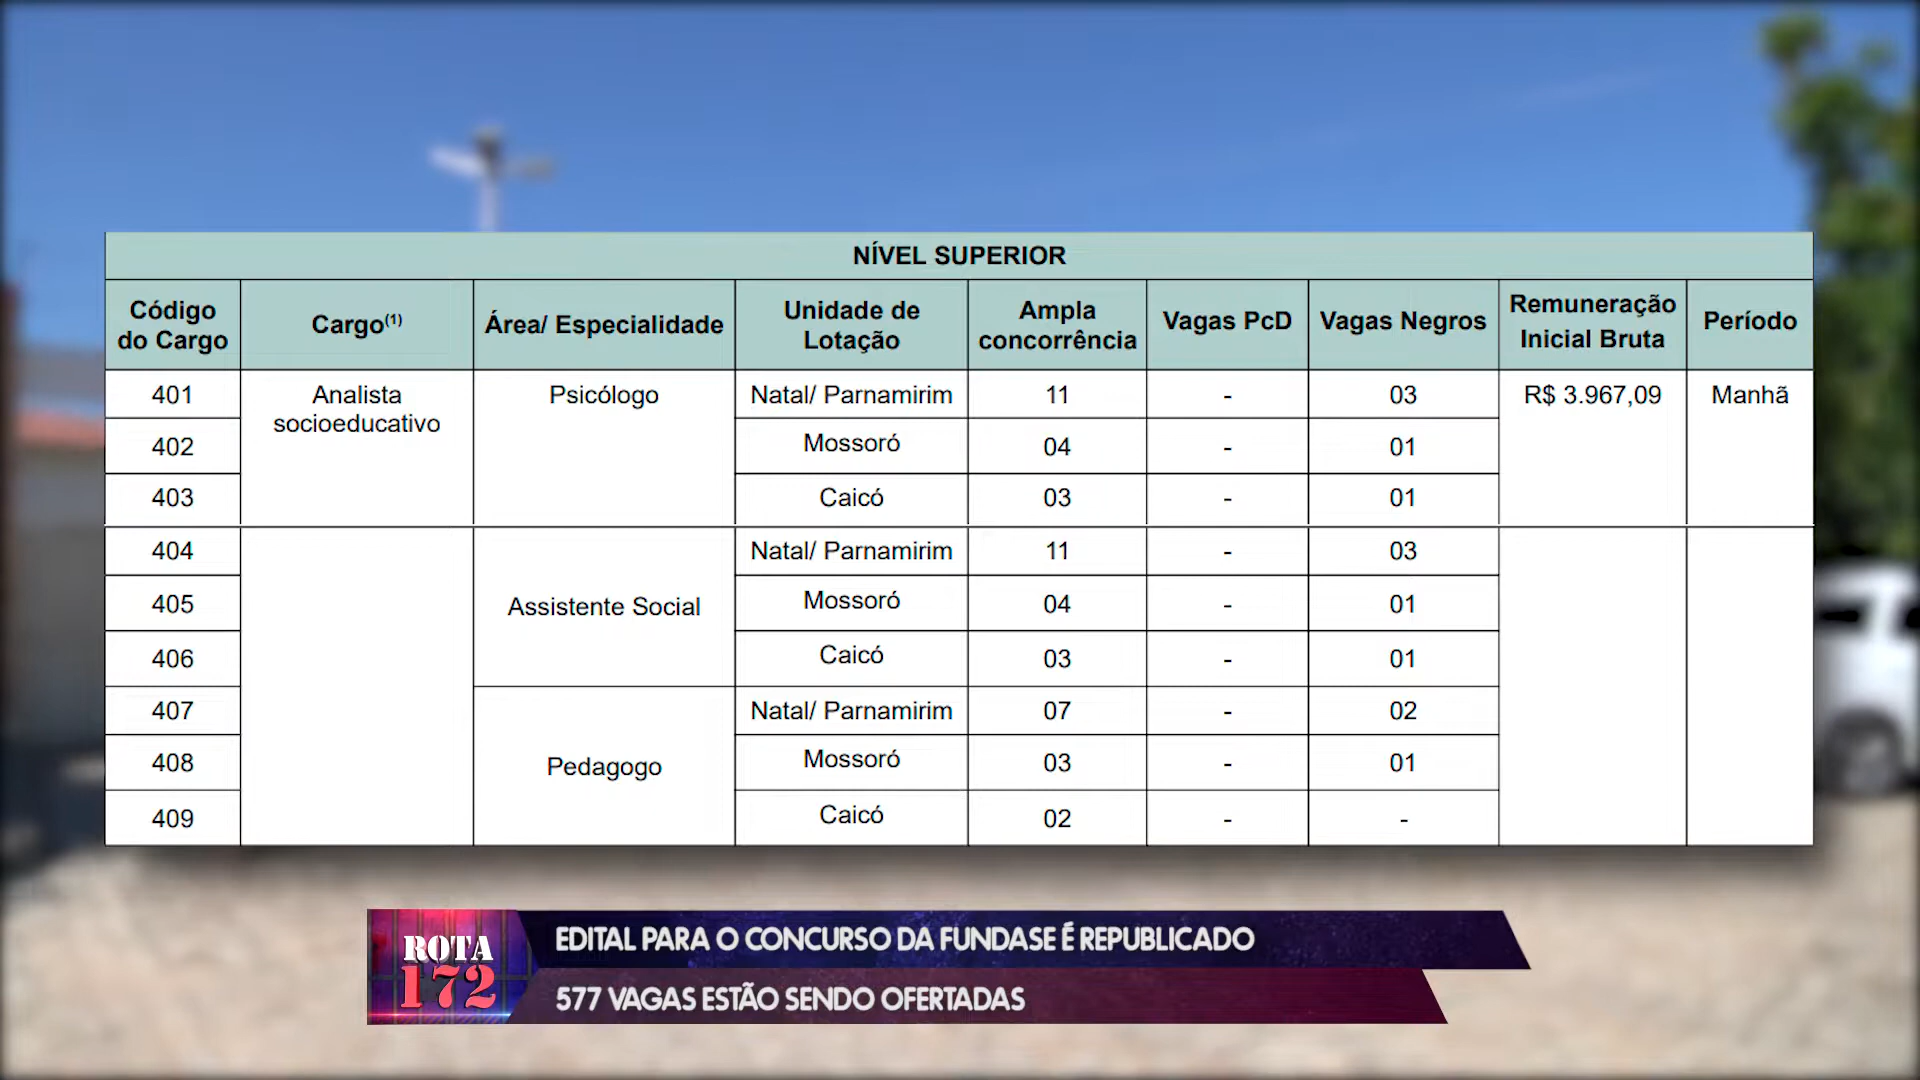 NÍVEL SUPERIOR
Código do Cargo Cargo(1) Área/ Especialidade Unidade de Lotação Ampla concorrência Vagas PcD Vagas Negros Remuneração Inicial Bruta Período
401 Analista socioeducativo Psicólogo Natal/ Parnamirim 11 - 03 R$ 3.967,09 Manhã
402 Mossoró 04 - 01
403 Caicó 03 - 01
404 Assistente Social Natal/ Parnamirim 11 - 03
405 Mossoró 04 - 01
406 Caicó 03 - 01
407 Pedagogo Natal/ Parnamirim 07 - 02
408 Mossoró 03 - 01
409 Caicó 02 - -
ROTA
172
EDITAL PARA O CONCURSO DA FUNDASE É REPUBLICADO
577 VAGAS ESTÃO SENDO OFERTADAS